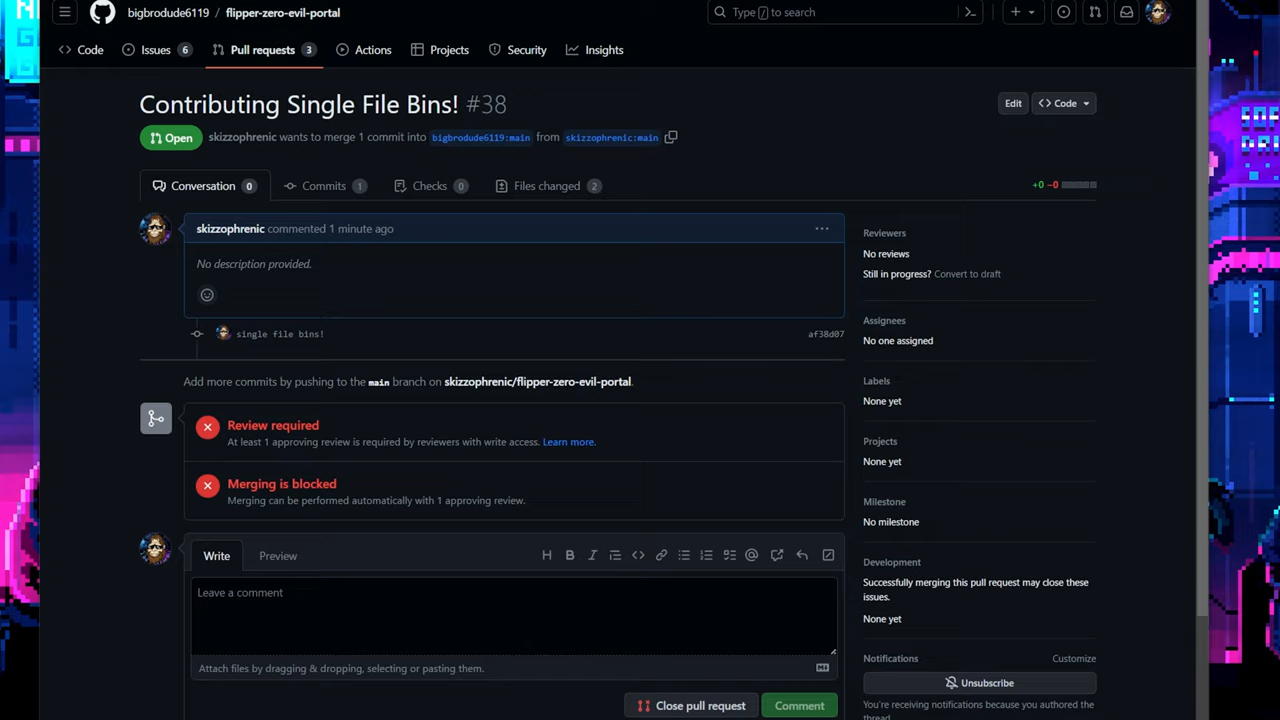 bigbrodude6119 / flipper-zero-evil-portal
Type / to search
Code
Issues 6
Pull requests 3
Actions
Projects
Security
Insights
Contributing Single File Bins! #38
Edit
<> Code
Open
skizzophrenic wants to merge 1 commit into bigbrodude6119:main from skizzophrenic:main
Conversation 0
Commits 1
Checks 0
Files changed 2
+0 −0
skizzophrenic commented 1 minute ago
No description provided.
single file bins!
af38d07
Add more commits by pushing to the main branch on skizzophrenic/flipper-zero-evil-portal.
Review required
At least 1 approving review is required by reviewers with write access. Learn more.
Merging is blocked
Merging can be performed automatically with 1 approving review.
Write
Preview
Leave a comment
Attach files by dragging & dropping, selecting or pasting them.
Close pull request
Comment
Reviewers
No reviews
Still in progress? Convert to draft
Assignees
No one assigned
Labels
None yet
Projects
None yet
Milestone
No milestone
Development
Successfully merging this pull request may close these
issues.
None yet
Notifications
Customize
Unsubscribe
You're receiving notifications because you authored the
thread.